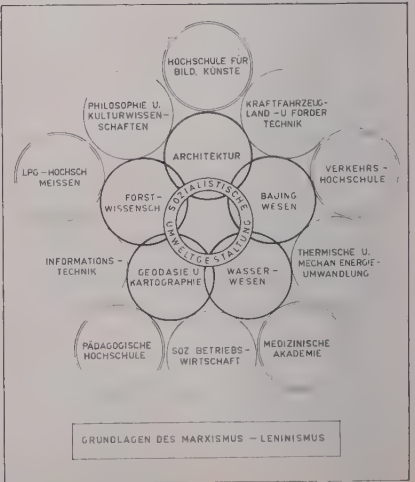 HOCHSCHULE FÜR
BILD. KÜNSTE
PHILOSOPHIE U.
KULTURWISSEN-
SCHAFTEN
KRAFTFAHRZEUG-
LAND-U FÖRDER
TECHNIK
ARCHITEKTUR
LPG-HOCHSCH
MEISSEN
FORST-
WISSENSCH
SOZIALISTISCHE
UMWELTGESTALTUNG
BAUING
WESEN
VERKEHRS-
HOCHSCHULE
INFORMATIONS-
TECHNIK
GEODÄSIE U
KARTOGRAPHIE
WASSER-
WESEN
THERMISCHE U.
MECHAN ENERGIE-
UMWANDLUNG
PÄDAGOGISCHE
HOCHSCHULE
SOZ BETRIEBS-
WIRTSCHAFT
MEDIZINISCHE
AKADEMIE
GRUNDLAGEN DES MARXISMUS - LENINISMUS